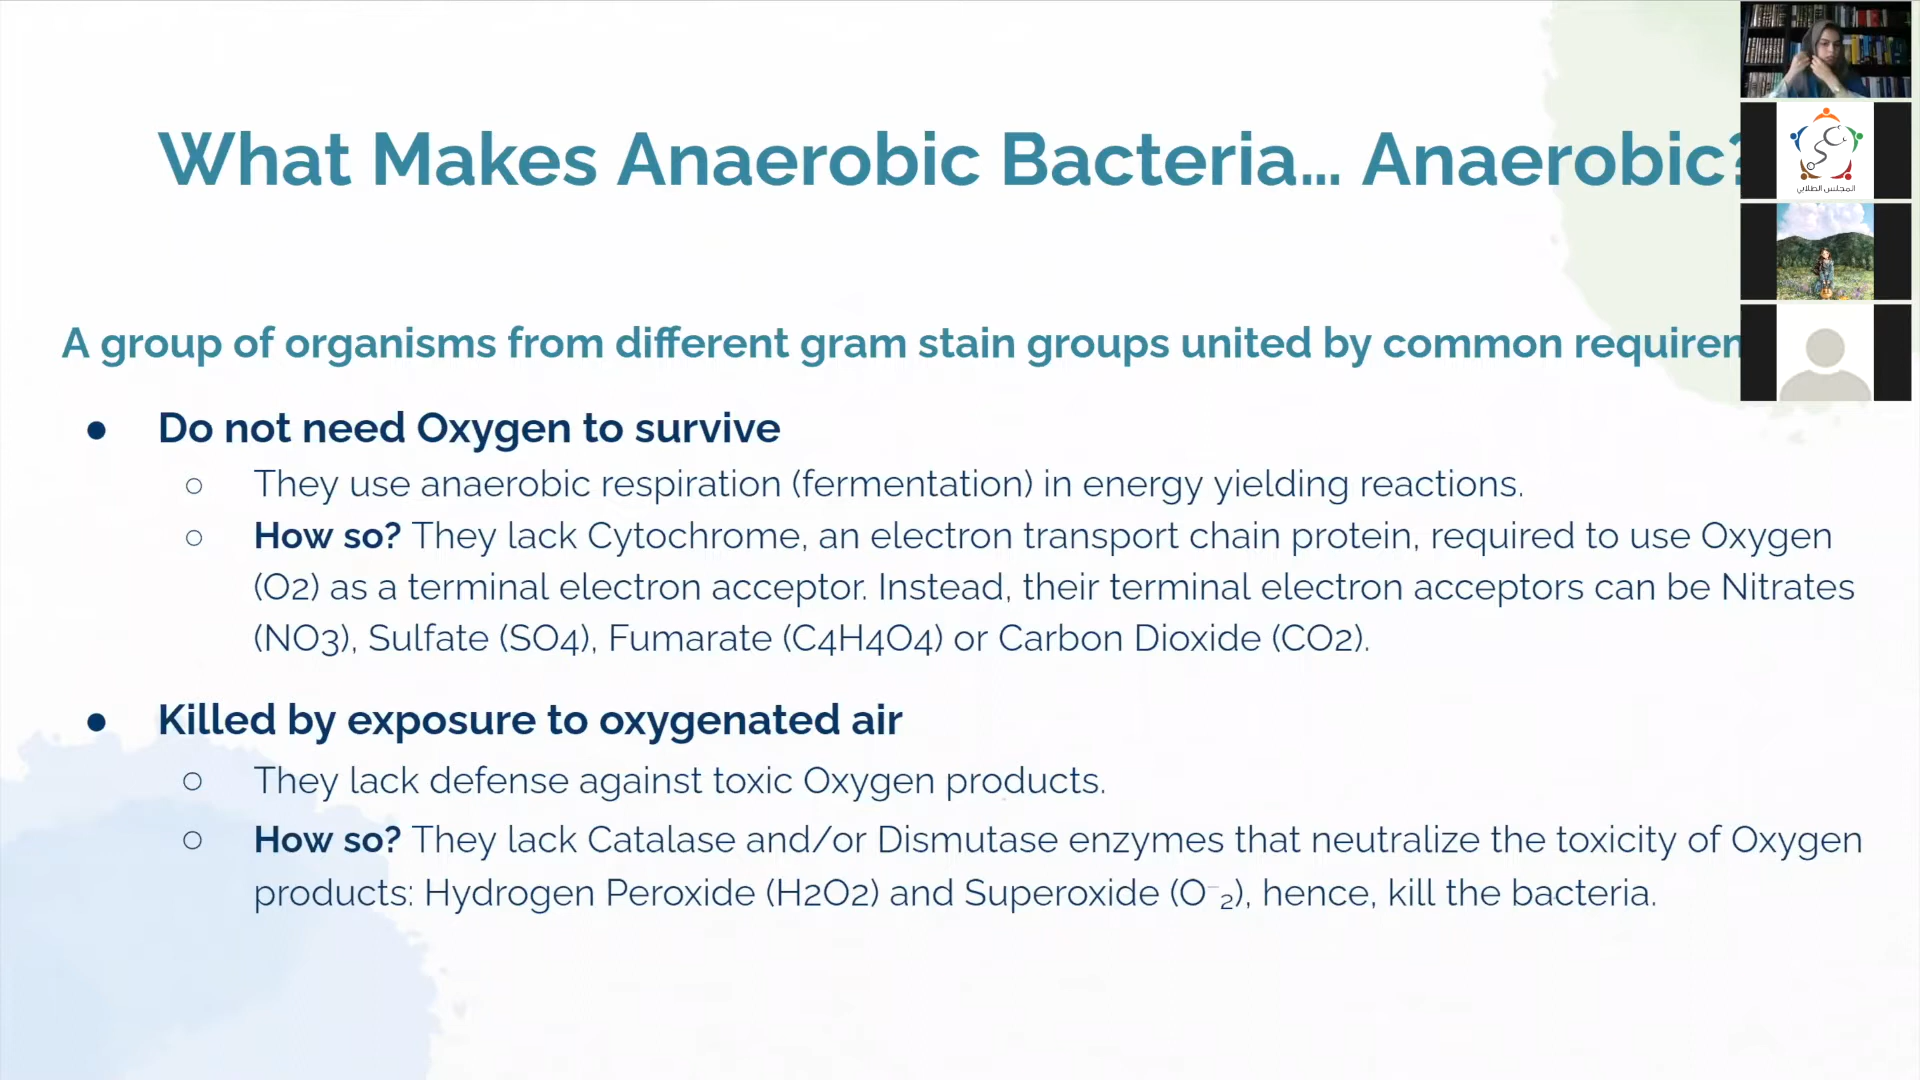 What Makes Anaerobic Bacteria... Anaerobic?
A group of organisms from different gram stain groups united by common
● Do not need Oxygen to survive
○ They use anaerobic respiration (fermentation) in energy yielding reactions.
○ How so? They lack Cytochrome, an electron transport chain protein, required to use Oxygen
(O2) as a terminal electron acceptor. Instead, their terminal electron acceptors can be Nitrates
(NO3), Sulfate (SO4), Fumarate (C4H4O4) or Carbon Dioxide (CO2).
● Killed by exposure to oxygenated air
○ They lack defense against toxic Oxygen products.
○ How so? They lack Catalase and/or Dismutase enzymes that neutralize the toxicity of Oxygen
products: Hydrogen Peroxide (H2O2) and Superoxide (O⁻₂), hence, kill the bacteria.
المجلس الطلابي